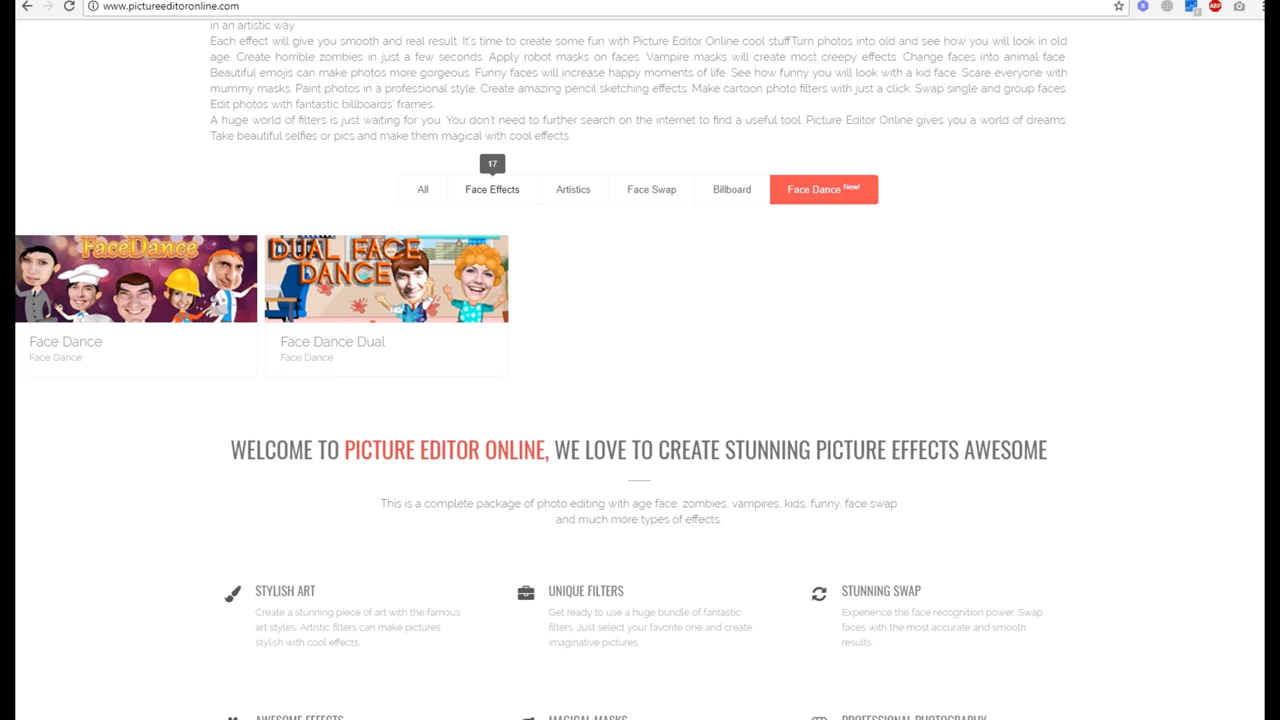 www.pictureeditoronline.com
ABP
in an artistic way.
Each effect will give you smooth and real result. It's time to create some fun with Picture Editor Online cool stuff!Turn photos into old and see how you will look in old
age. Create horrible zombies in just a few seconds. Apply robot masks on faces. Vampire masks will create most creepy effects. Change faces into animal face.
Beautiful emojis can make photos more gorgeous. Funny faces will increase happy moments of life. See how funny you will look with a kid face. Scare everyone with
mummy masks. Paint photos in a professional style. Create amazing pencil sketching effects. Make cartoon photo filters with just a click. Swap single and group faces.
Edit photos with fantastic billboards' frames.
A huge world of filters is just waiting for you. You don't need to further search on the internet to find a useful tool. Picture Editor Online gives you a world of dreams.
Take beautiful selfies or pics and make them magical with cool effects.
17
All Face Effects Artistics Face Swap Billboard Face Dance New!
FaceDance
DUAL FACE
DANCE
Face Dance
Face Dance
Face Dance Dual
Face Dance
WELCOME TO PICTURE EDITOR ONLINE, WE LOVE TO CREATE STUNNING PICTURE EFFECTS AWESOME
This is a complete package of photo editing with age face, zombies, vampires, kids, funny, face swap
and much more types of effects.
STYLISH ART
Create a stunning piece of art with the famous
art styles. Artistic filters can make pictures
stylish with cool effects.
UNIQUE FILTERS
Get ready to use a huge bundle of fantastic
filters. Just select your favorite one and create
imaginative pictures.
STUNNING SWAP
Experience the face recognition power. Swap
faces with the most accurate and smooth
results.
AWESOME EFFECTS
MAGICAL MASKS
PROFESSIONAL PHOTOGRAPHY